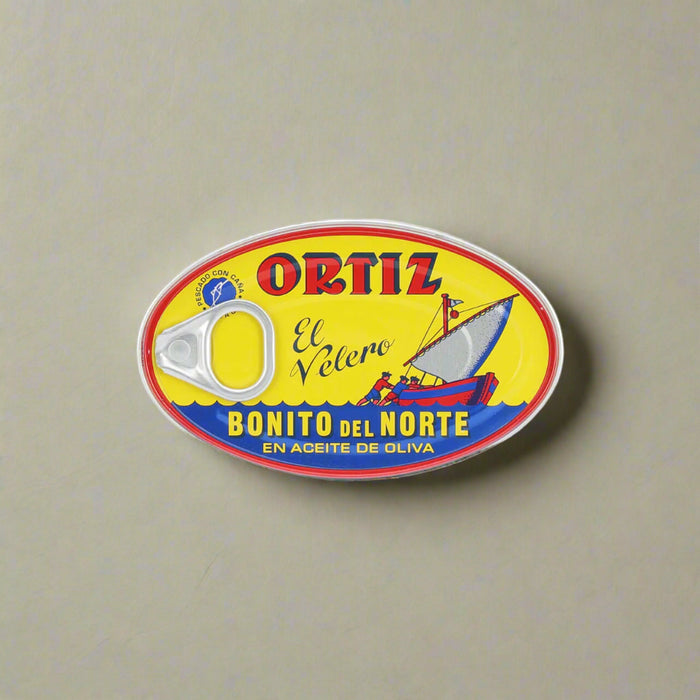 ORTIZ
PESCADO CON CAÑA
El
Velero
BONITO DEL NORTE
EN ACEITE DE OLIVA